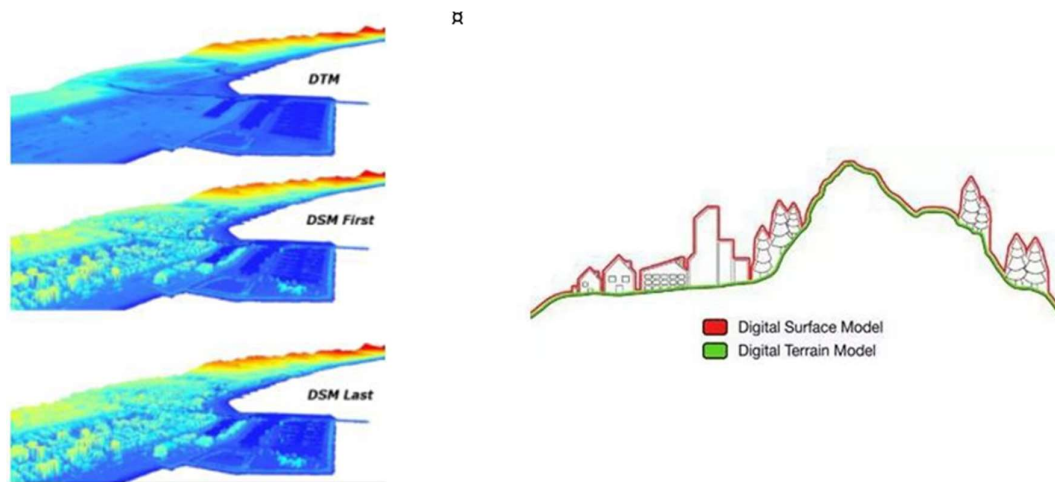 ¤
DTM
DSM First
DSM Last
Digital Surface Model
Digital Terrain Model